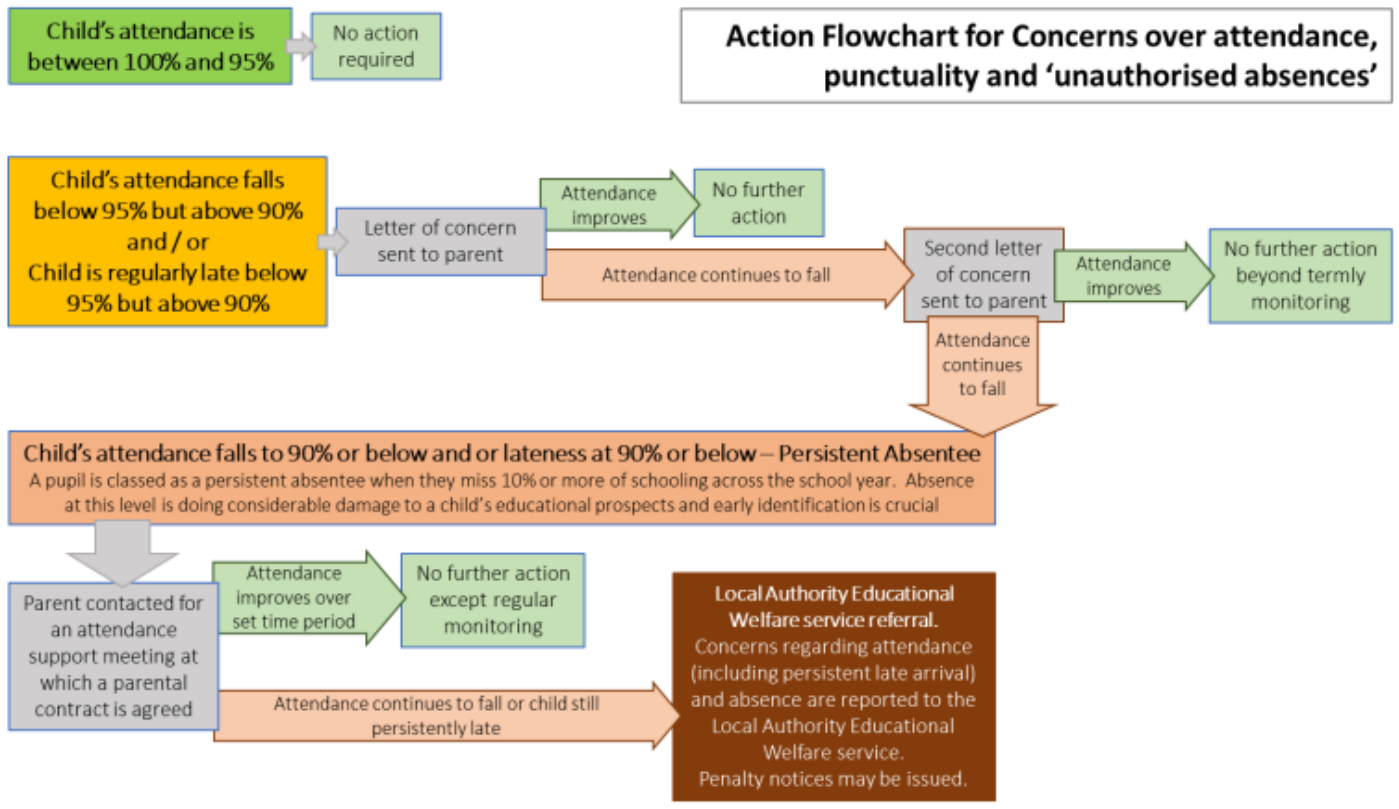 Child's attendance is
between 100% and 95%
No action
required
Action Flowchart for Concerns over attendance,
punctuality and ‘unauthorised absences’
Child's attendance falls
below 95% but above 90%
and / or
Child is regularly late below
95% but above 90%
Letter of concern
sent to parent
Attendance
improves
No further
action
Attendance continues to fall
Second letter
of concern
sent to parent
Attendance
improves
No further action
beyond termly
monitoring
Attendance
continues
to fall
Child's attendance falls to 90% or below and or lateness at 90% or below – Persistent Absentee
A pupil is classed as a persistent absentee when they miss 10% or more of schooling across the school year. Absence
at this level is doing considerable damage to a child's educational prospects and early identification is crucial
Parent contacted for
an attendance
support meeting at
which a parental
contract is agreed
Attendance
improves over
set time period
No further action
except regular
monitoring
Attendance continues to fall or child still
persistently late
Local Authority Educational
Welfare service referral.
Concerns regarding attendance
(including persistent late arrival)
and absence are reported to the
Local Authority Educational
Welfare service.
Penalty notices may be issued.